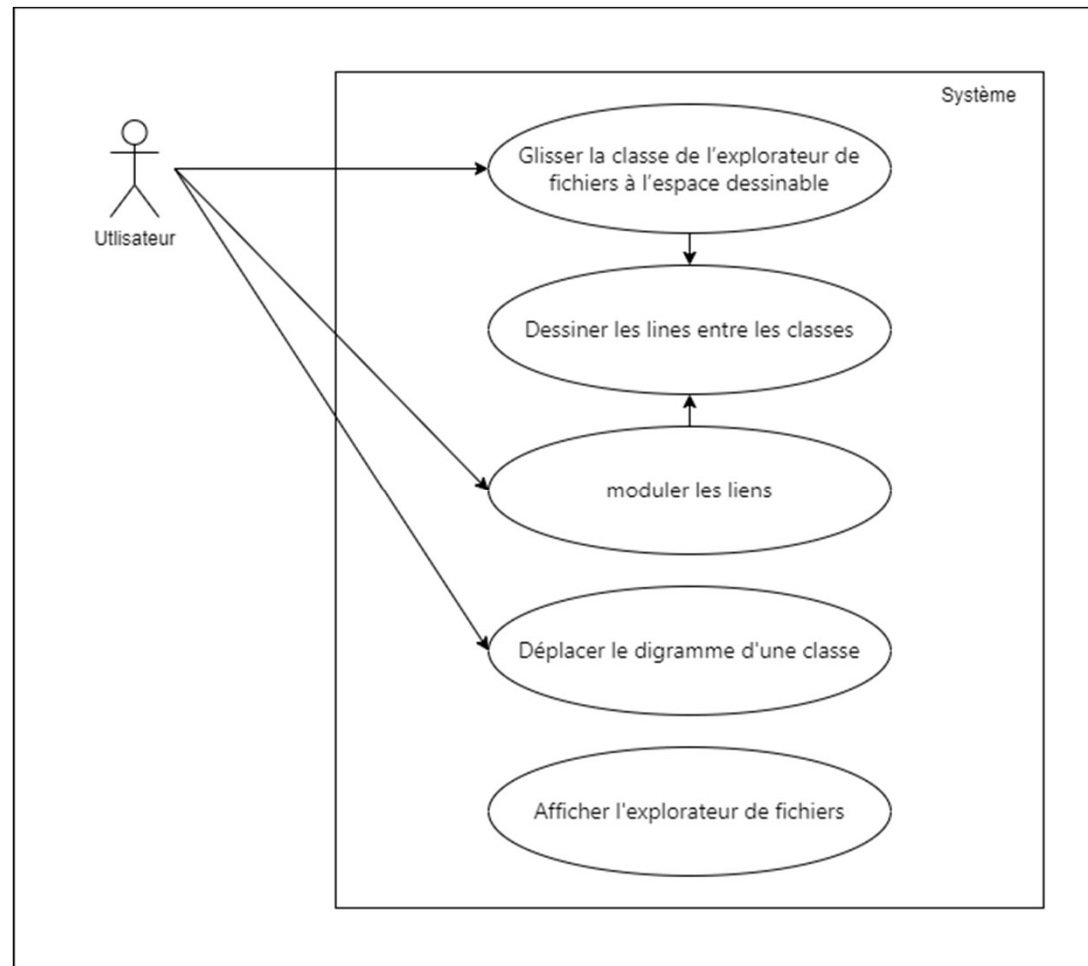 Système
Utlisateur
Glisser la classe de l'explorateur de
fichiers à l'espace dessinable
Dessiner les lines entre les classes
moduler les liens
Déplacer le digramme d'une classe
Afficher l'explorateur de fichiers